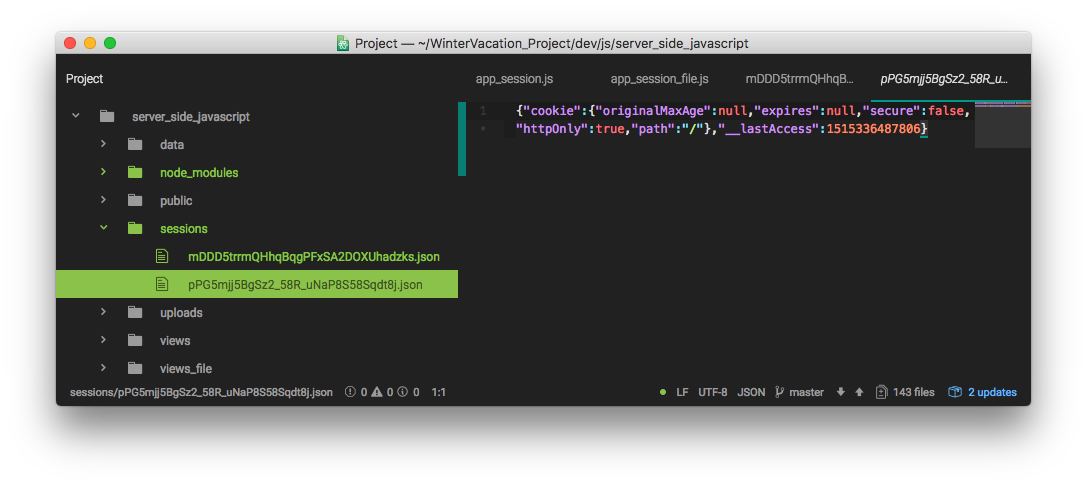 Project — ~/WinterVacation_Project/dev/js/server_side_javascript
Project
app_session.js
app_session_file.js
mDDD5trrmQHhqB...
pPG5mjj5BgSz2_58R_u...
server_side_javascript
data
node_modules
public
sessions
mDDD5trrmQHhqBqgPFxSA2DOXUhadzks.json
pPG5mjj5BgSz2_58R_uNaP8S58Sqdt8j.json
uploads
views
views_file
1 {"cookie":{"originalMaxAge":null,"expires":null,"secure":false,
"httpOnly":true,"path":"/"},"__lastAccess":1515336487806}
sessions/pPG5mjj5BgSz2_58R_uNaP8S58Sqdt8j.json 0 0 0 1:1 LF UTF-8 JSON master 143 files 2 updates